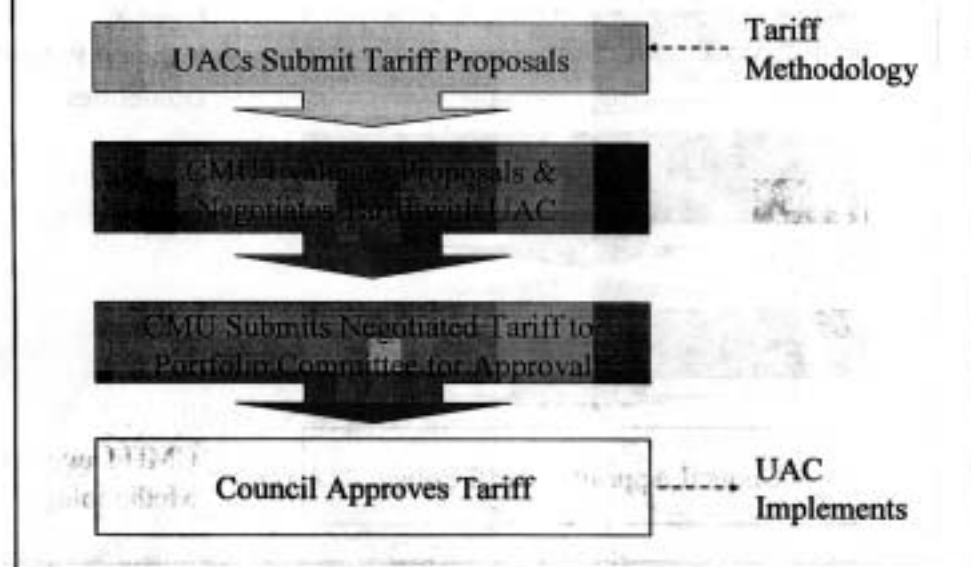 UACs Submit Tariff Proposals
Tariff
Methodology
CMU Evaluates Proposals &
Negotiates Tariff with UAC
CMU Submits Negotiated Tariff to
Portfolio Committee for Approval
Council Approves Tariff
UAC
Implements